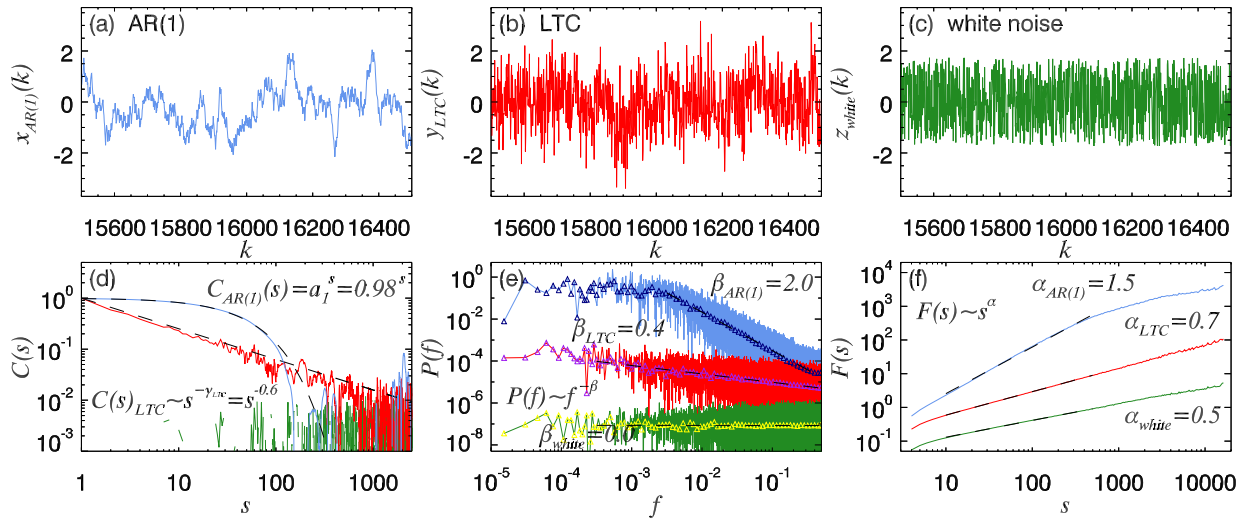 (a) AR(1)
2
0
-2
x_AR(1)(k)
15600 15800 16000 16200 16400
k
(b) LTC
2
0
-2
y_LTC(k)
15600 15800 16000 16200 16400
k
(c) white noise
2
0
-2
z_white(k)
15600 15800 16000 16200 16400
k
(d)
C_AR(1)(s)=a_1^s=0.98^s
10^0
10^-1
10^-2
10^-3
C(s)
C(s)_LTC~s^-γ_LTC=s^-0.6
1 10 100 1000
s
(e)
β_AR(1)=2.0
β_LTC=0.4
P(f)~f^-β
β_white=0.0
10^0
10^-2
10^-4
10^-6
10^-8
P(f)
10^-5 10^-4 10^-3 10^-2 10^-1
f
(f)
α_AR(1)=1.5
F(s)~s^α
α_LTC=0.7
α_white=0.5
10^4
10^3
10^2
10^1
10^0
10^-1
F(s)
10 100 1000 10000
s